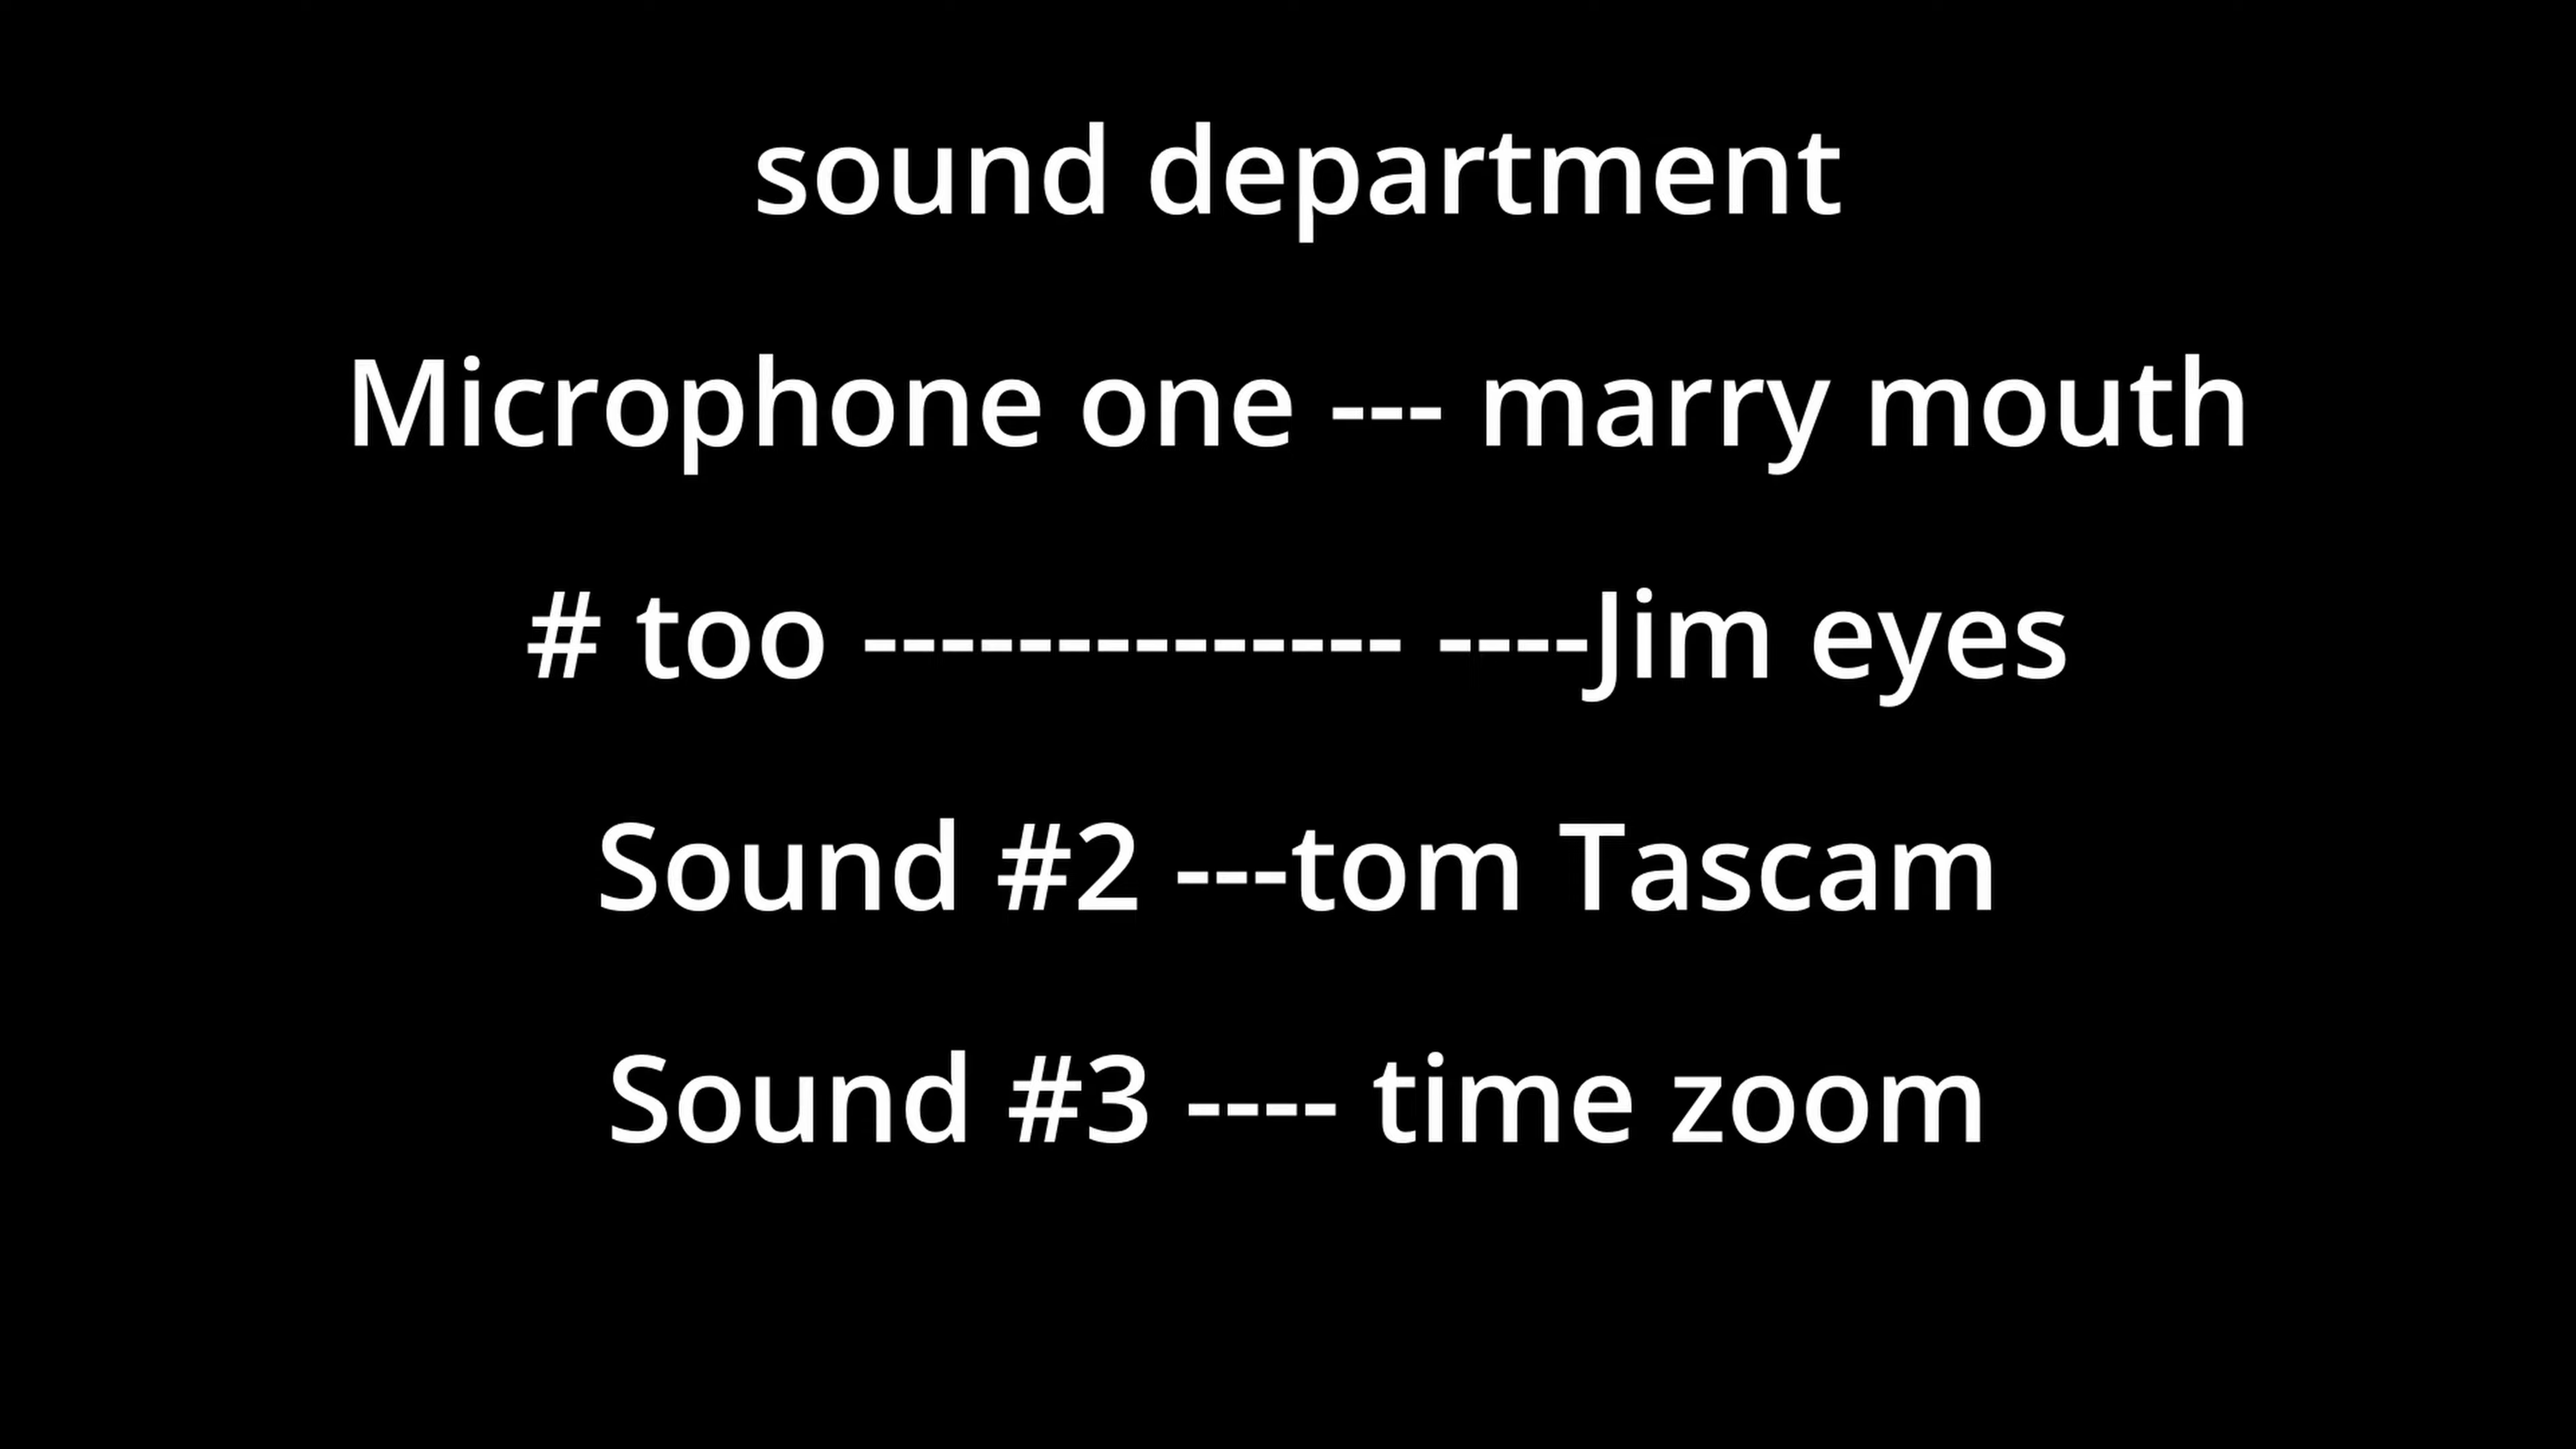 sound department
Microphone one --- marry mouth
# too -------------- ----Jim eyes
Sound #2 ---tom Tascam
Sound #3 ---- time zoom